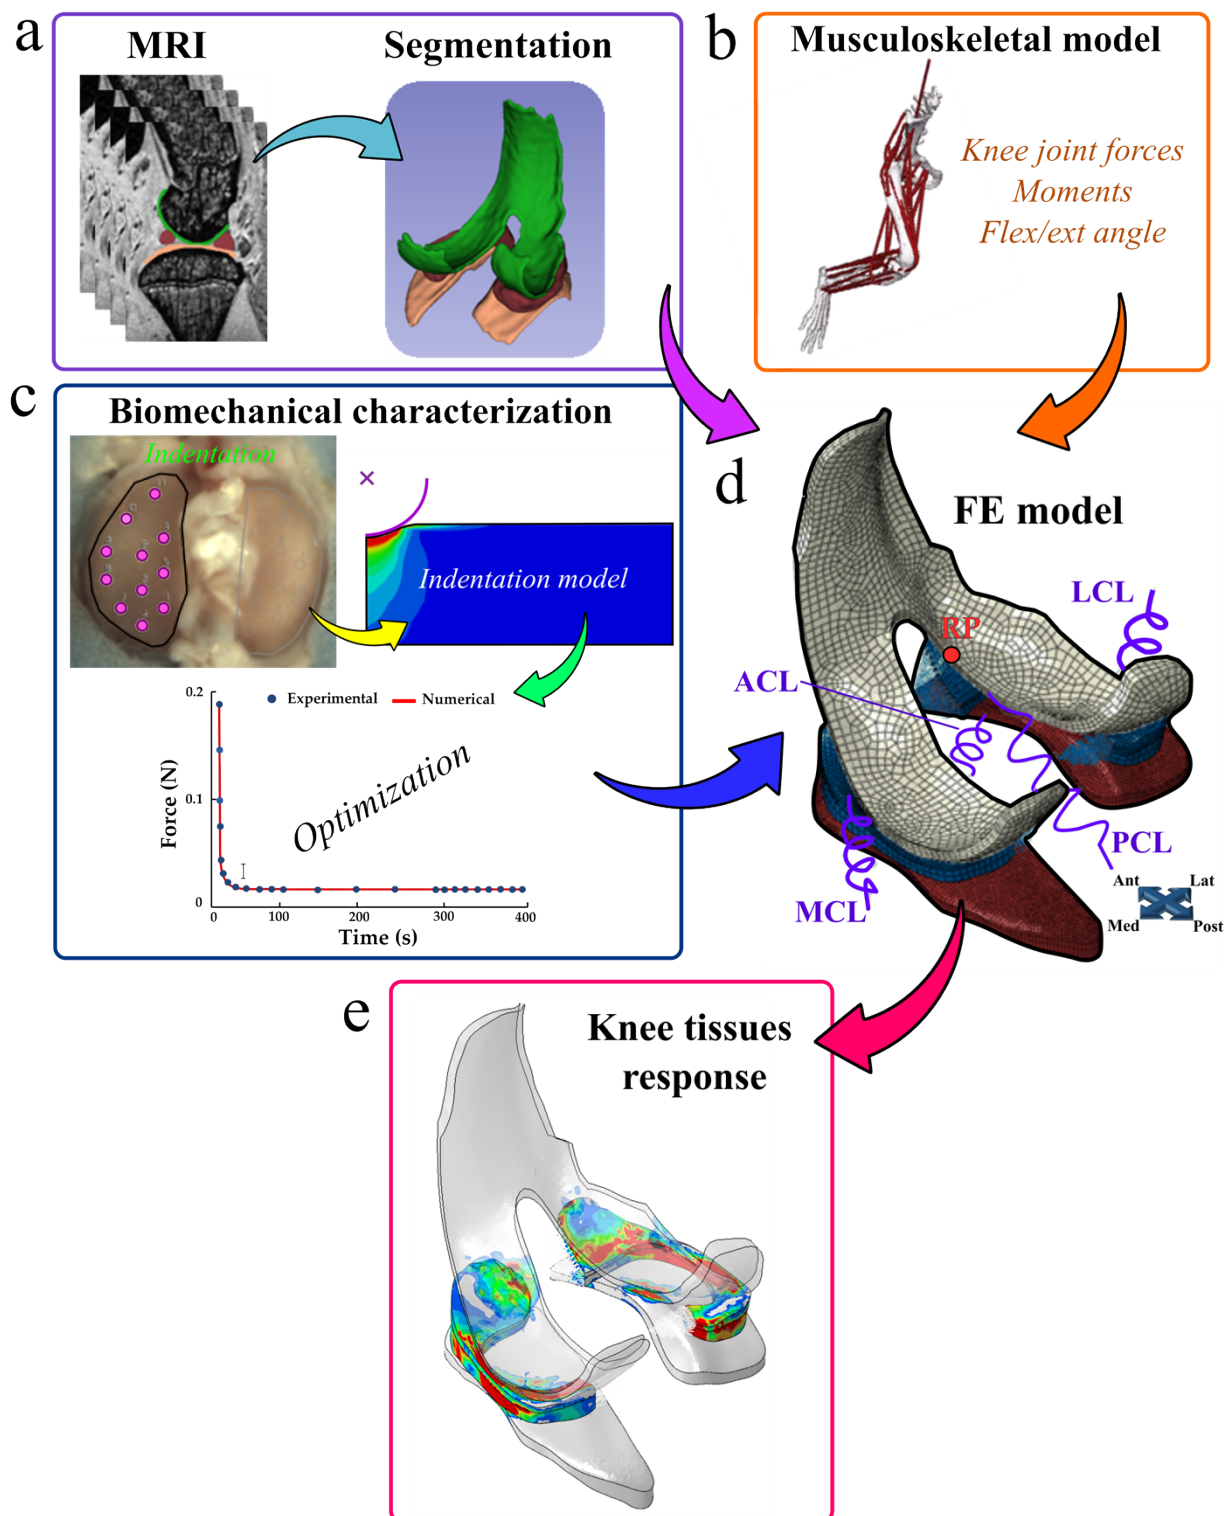 a
MRI
Segmentation
b
Musculoskeletal model
Knee joint forces
Moments
Flex/ext angle
c
Biomechanical characterization
Indentation
Indentation model
Experimental
Numerical
Optimization
Force (N)
0.2
0.1
0
0
100
200
300
400
Time (s)
d
FE model
LCL
RP
ACL
PCL
MCL
Ant
Lat
Med
Post
e
Knee tissues
response